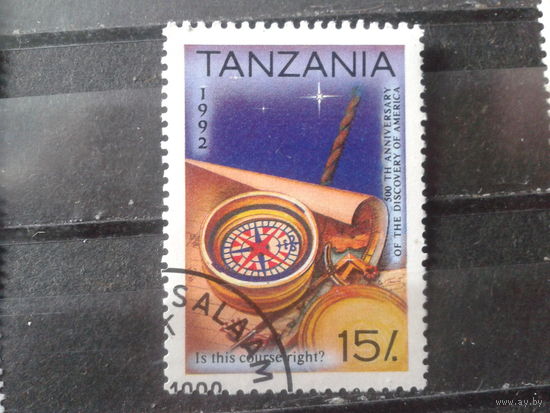 TANZANIA
1992
500 TH ANNIVERSARY
OF THE DISCOVERY OF AMERICA
SALAAM
X
Is this course right?
15/.
www.ay.by